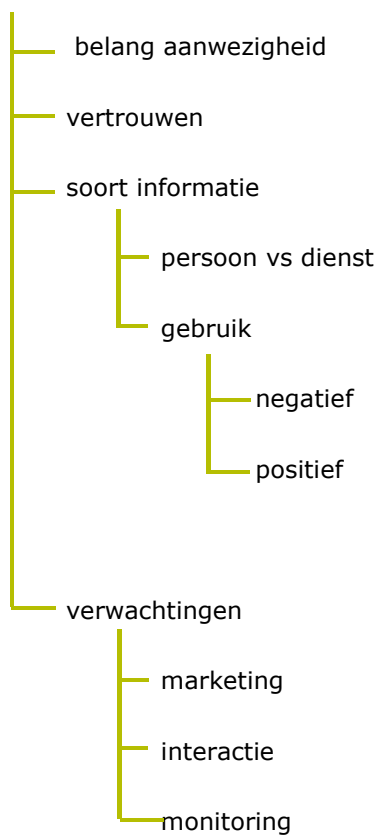 belang aanwezigheid
vertrouwen
soort informatie
persoon vs dienst
gebruik
negatief
positief
verwachtingen
marketing
interactie
monitoring